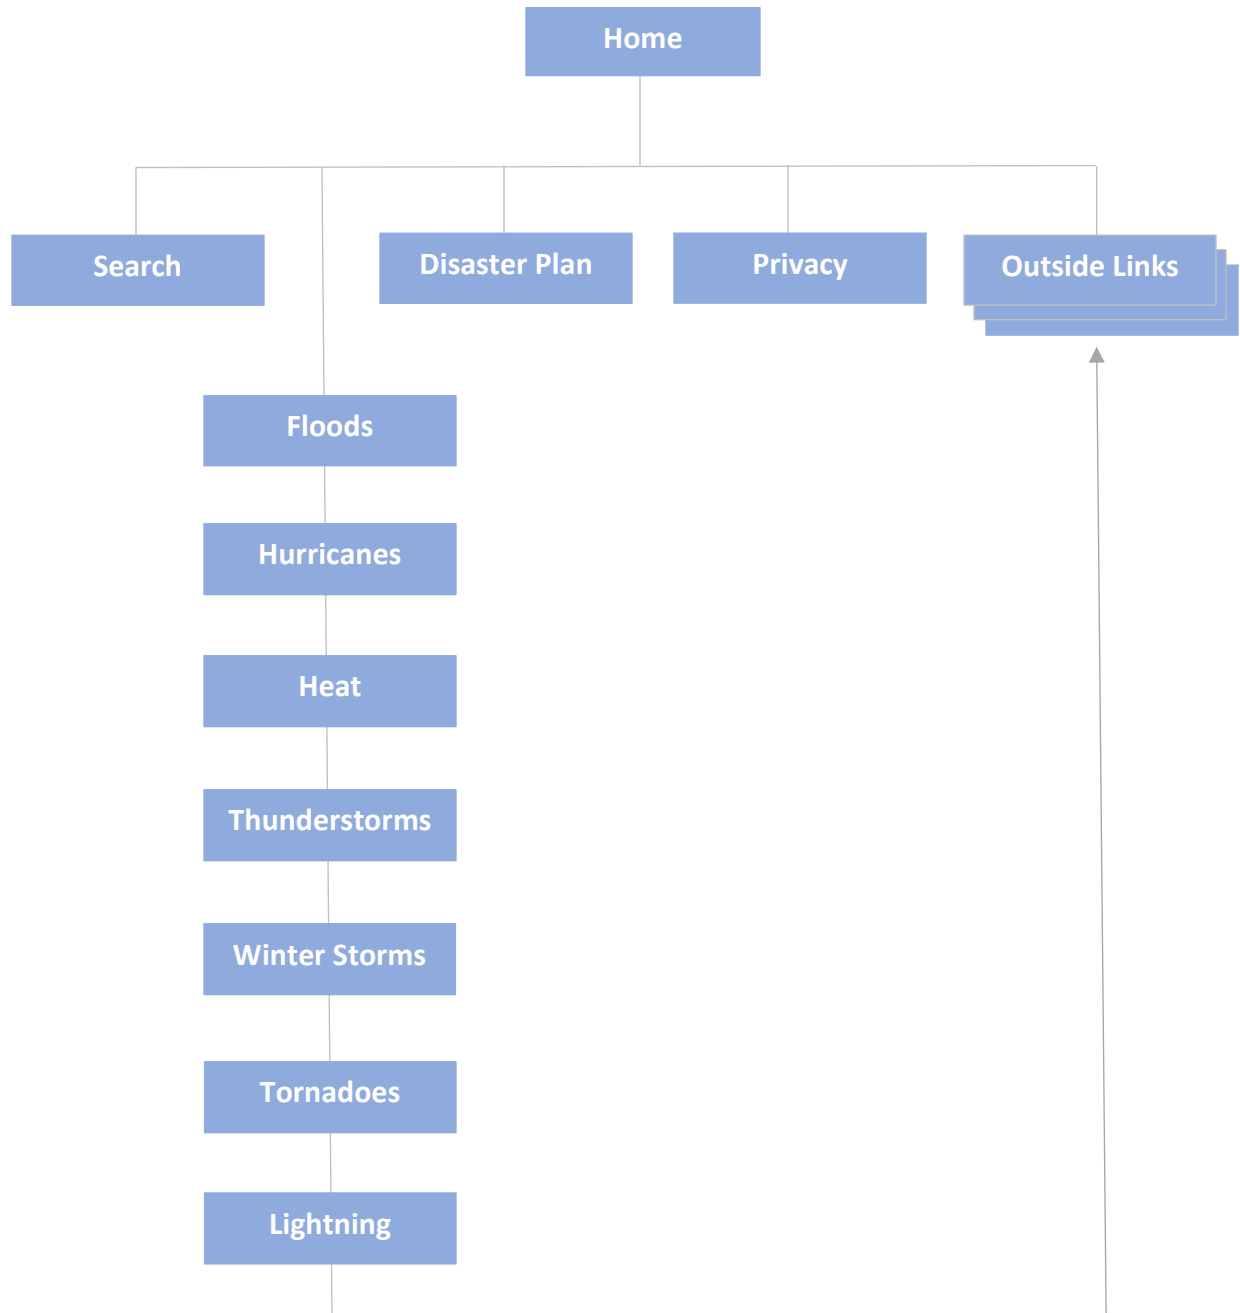 Home
Search
Disaster Plan
Privacy
Outside Links
Floods
Hurricanes
Heat
Thunderstorms
Winter Storms
Tornadoes
Lightning